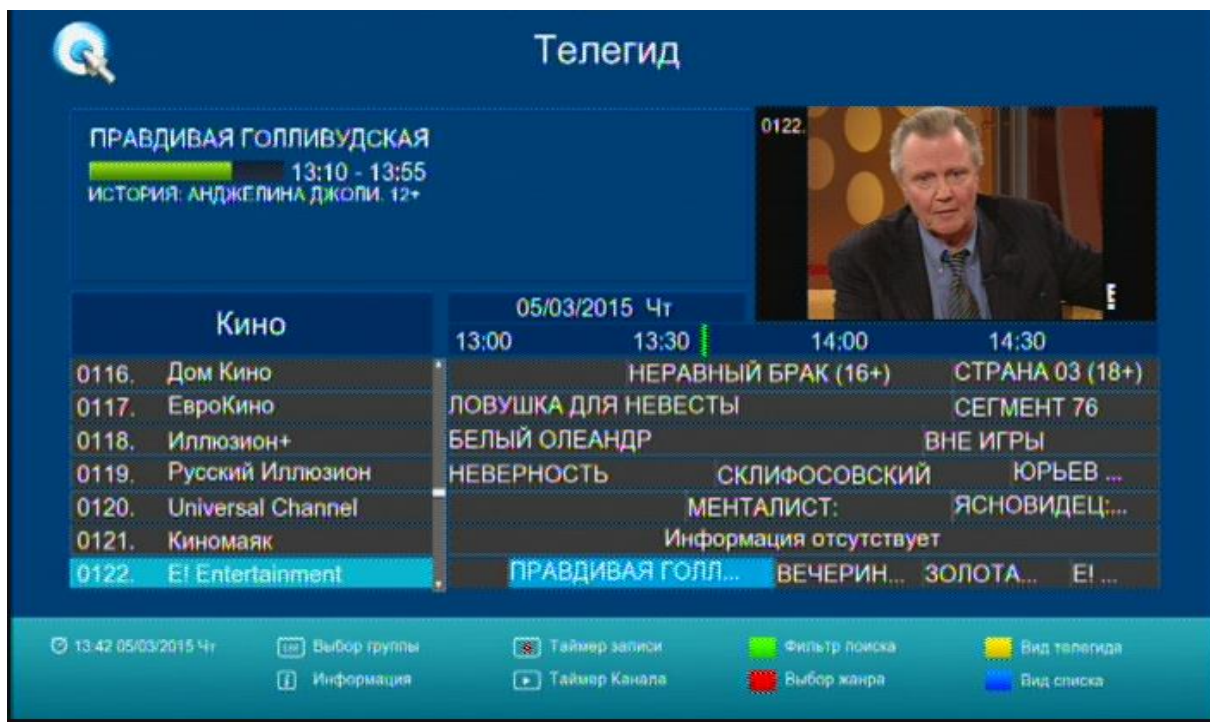 Телегид
ПРАВДИВАЯ ГОЛЛИВУДСКАЯ
13:10 - 13:55
ИСТОРИЯ: АНДЖЕЛИНА ДЖОЛИ. 12+
0122.
E!
Кино
05/03/2015 Чт
13:00 13:30 14:00 14:30
0116. Дом Кино НЕРАВНЫЙ БРАК (16+) СТРАНА 03 (18+)
0117. ЕвроКино ЛОВУШКА ДЛЯ НЕВЕСТЫ СЕГМЕНТ 76
0118. Иллюзион+ БЕЛЫЙ ОЛЕАНДР ВНЕ ИГРЫ
0119. Русский Иллюзион НЕВЕРНОСТЬ СКЛИФОСОВСКИЙ ЮРЬЕВ ...
0120. Universal Channel МЕНТАЛИСТ: ЯСНОВИДЕЦ:...
0121. Киномаяк Информация отсутствует
0122. E! Entertainment ПРАВДИВАЯ ГОЛЛ... ВЕЧЕРИН... ЗОЛОТА... E! ...
13:42 05/03/2015 Чт Выбор группы Таймер записи Фильтр поиска Вид телегида
Информация Таймер Канала Выбор жанра Вид списка